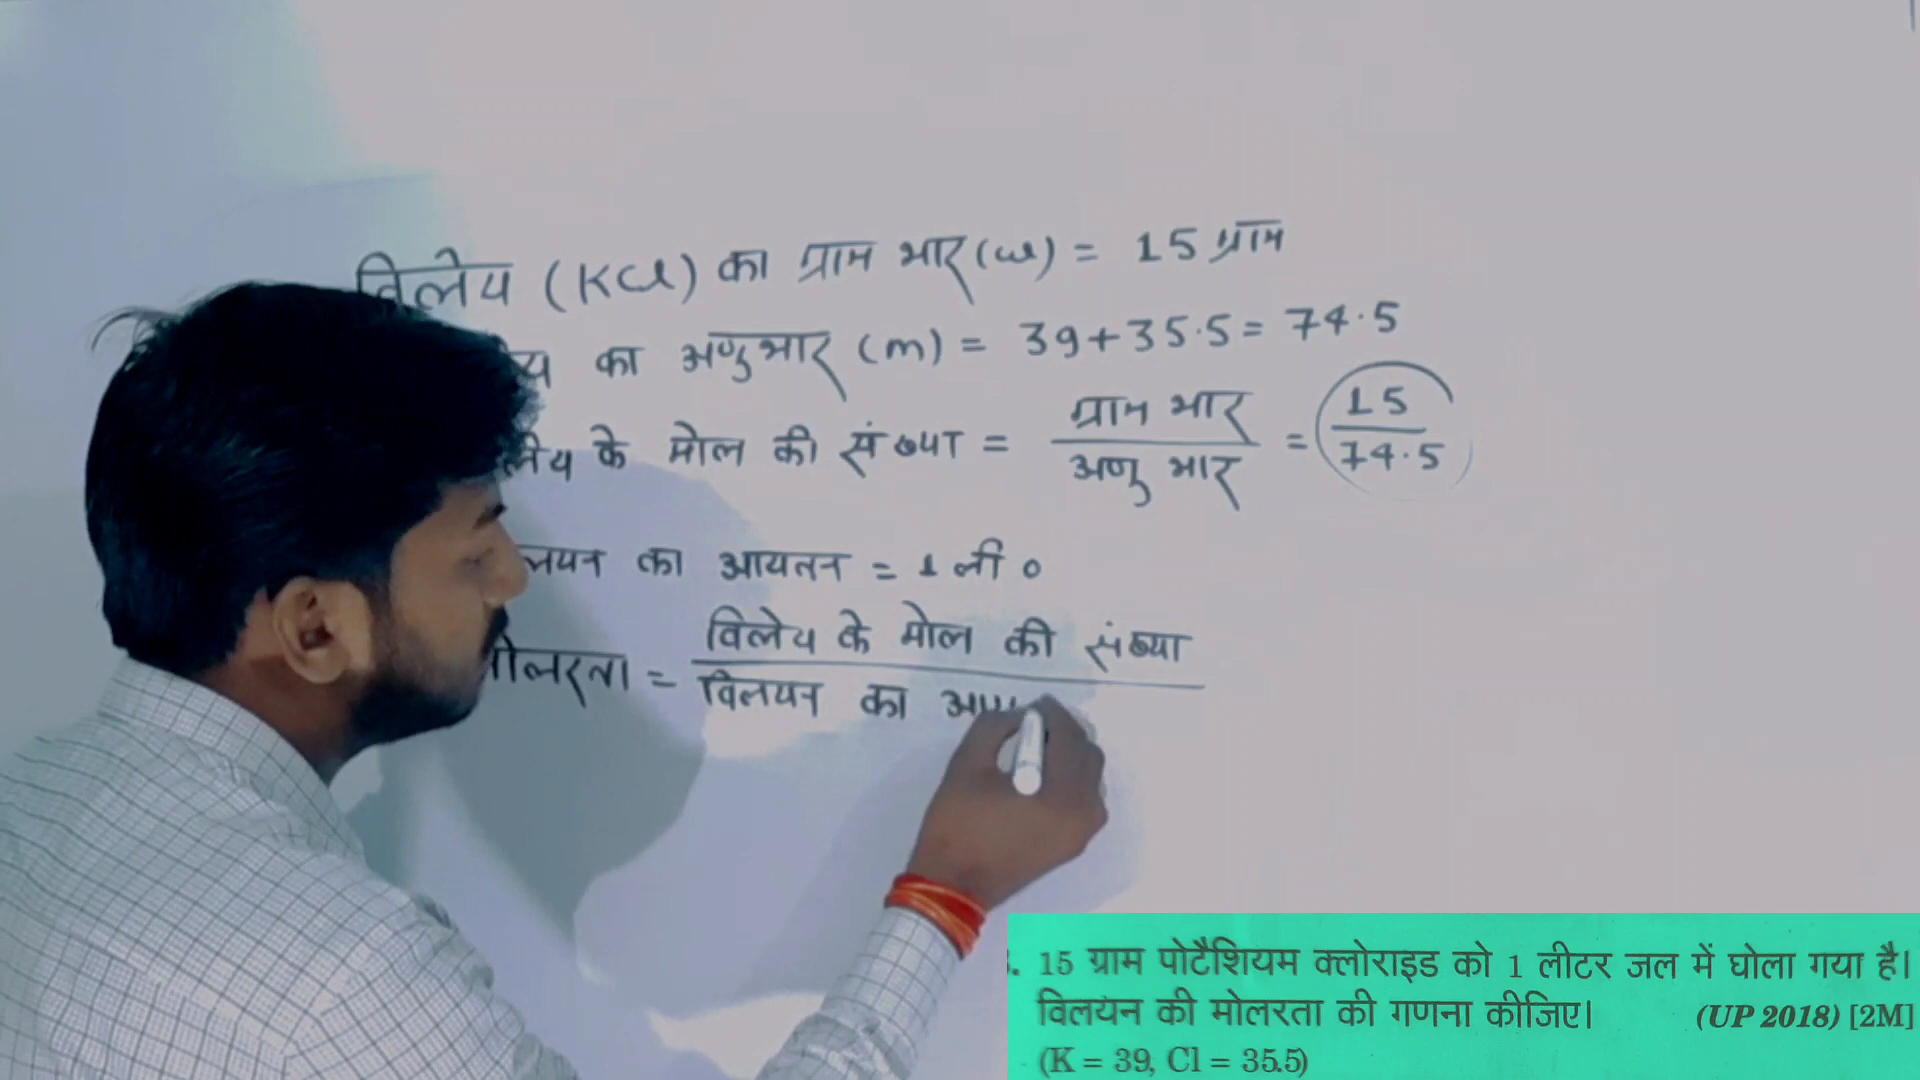 विलेय (KCl) का ग्राम भार (w) = 15 ग्राम
का अणुभार (m) = 39+35.5 = 74.5
के मोल की संख्या = ग्राम भार / अणु भार = 15 / 74.5
का आयतन = 1 ली०
= विलेय के मोल की संख्या / विलयन का
15 ग्राम पोटैशियम क्लोराइड को 1 लीटर जल में घोला गया है।
विलयन की मोलरता की गणना कीजिए। (UP 2018) [2M]
(K = 39, Cl = 35.5)